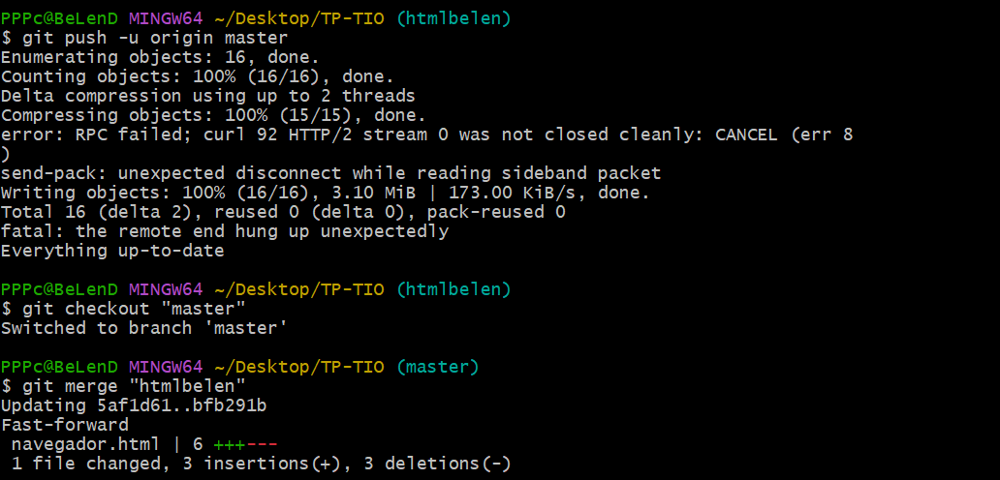 PPPc@BeLenD MINGW64 ~/Desktop/TP-TIO (htmlbelen)
$ git push -u origin master
Enumerating objects: 16, done.
Counting objects: 100% (16/16), done.
Delta compression using up to 2 threads
Compressing objects: 100% (15/15), done.
error: RPC failed; curl 92 HTTP/2 stream 0 was not closed cleanly: CANCEL (err 8
)
send-pack: unexpected disconnect while reading sideband packet
Writing objects: 100% (16/16), 3.10 MiB | 173.00 KiB/s, done.
Total 16 (delta 2), reused 0 (delta 0), pack-reused 0
fatal: the remote end hung up unexpectedly
Everything up-to-date
PPPc@BeLenD MINGW64 ~/Desktop/TP-TIO (htmlbelen)
$ git checkout "master"
Switched to branch 'master'
PPPc@BeLenD MINGW64 ~/Desktop/TP-TIO (master)
$ git merge "htmlbelen"
Updating 5af1d61..bfb291b
Fast-forward
 navegador.html | 6 +++---
 1 file changed, 3 insertions(+), 3 deletions(-)